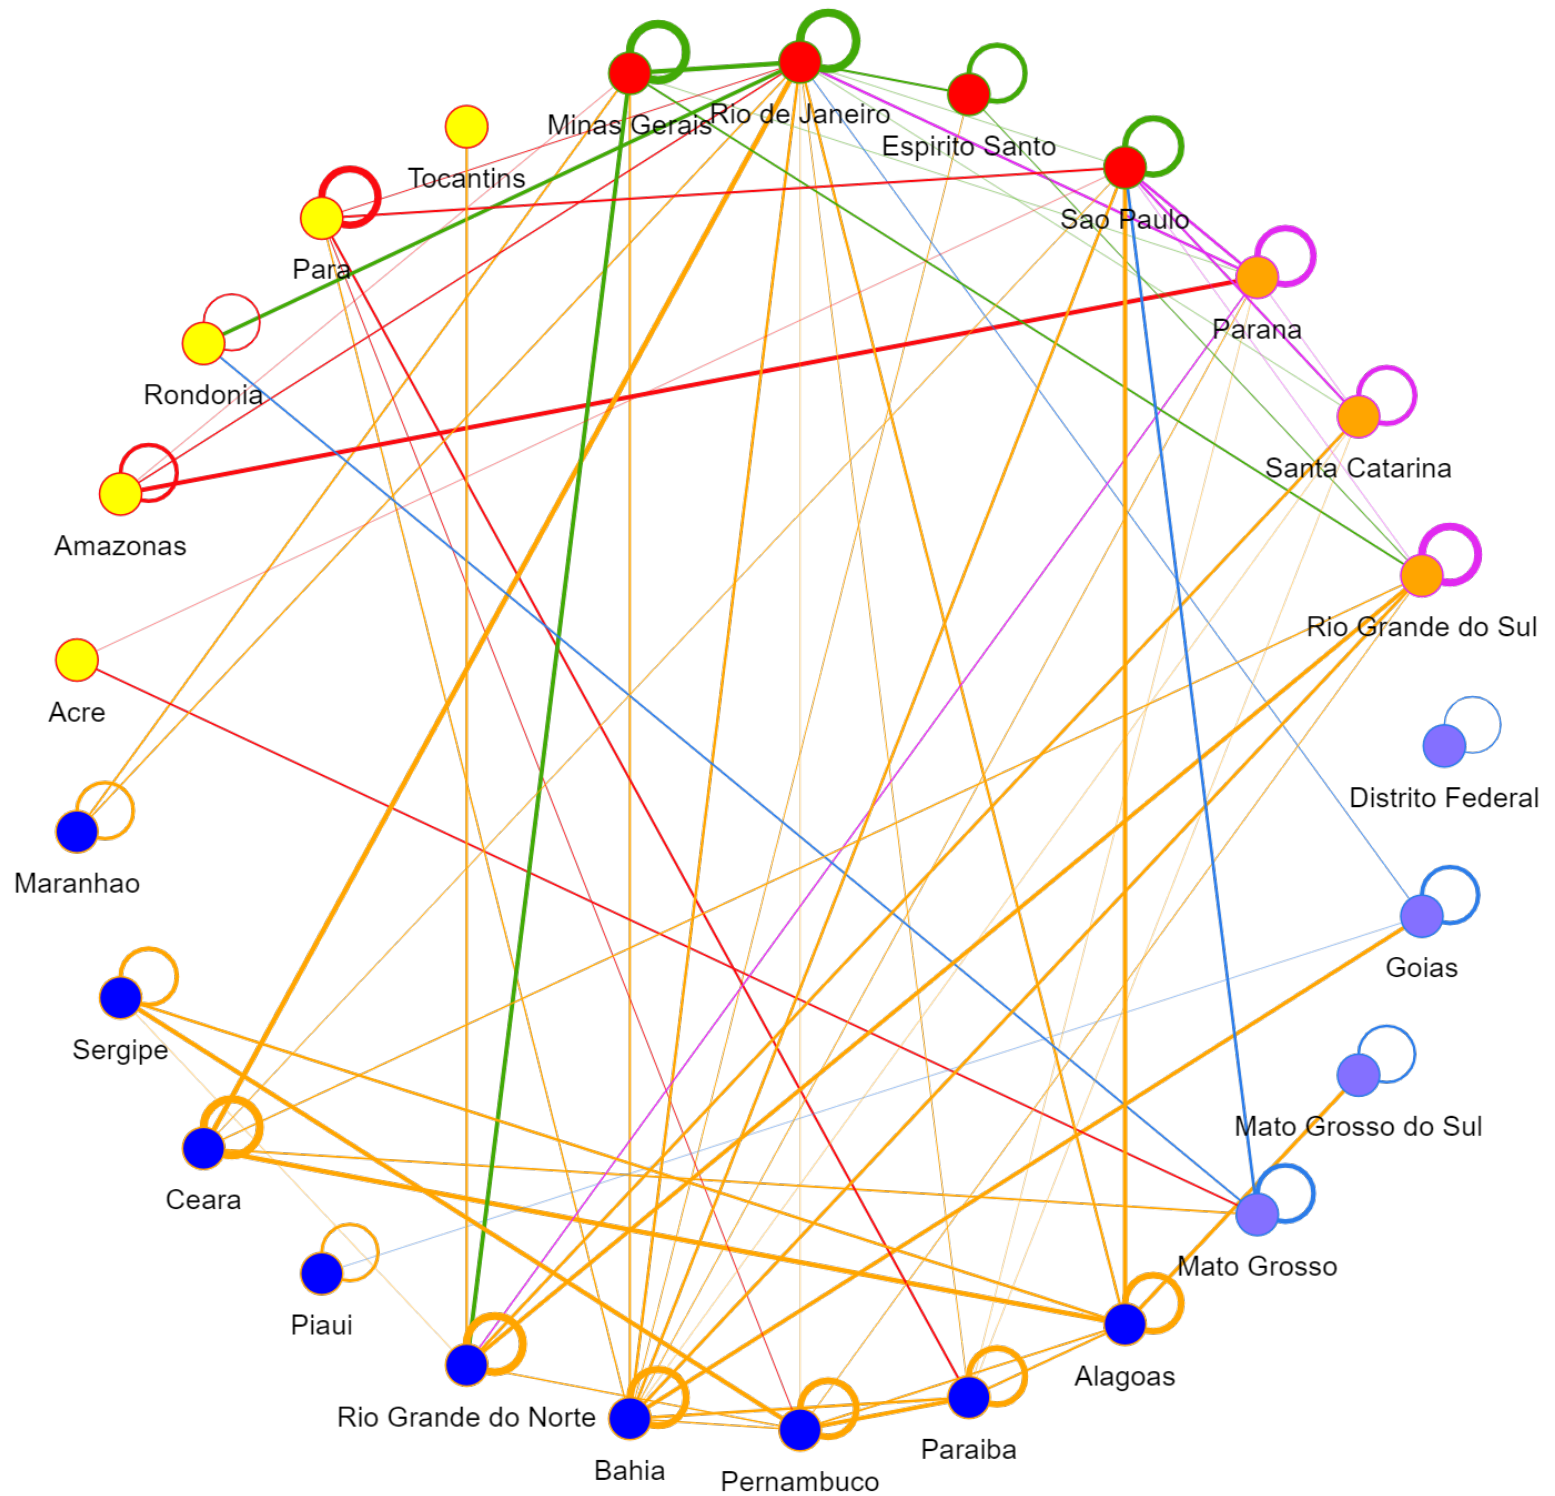 Minas Gerais
Rio de Janeiro
Espirito Santo
Tocantins
Sao Paulo
Para
Parana
Rondonia
Santa Catarina
Amazonas
Rio Grande do Sul
Acre
Distrito Federal
Maranhao
Goias
Sergipe
Mato Grosso do Sul
Ceara
Mato Grosso
Piaui
Alagoas
Rio Grande do Norte
Paraiba
Bahia
Pernambuco